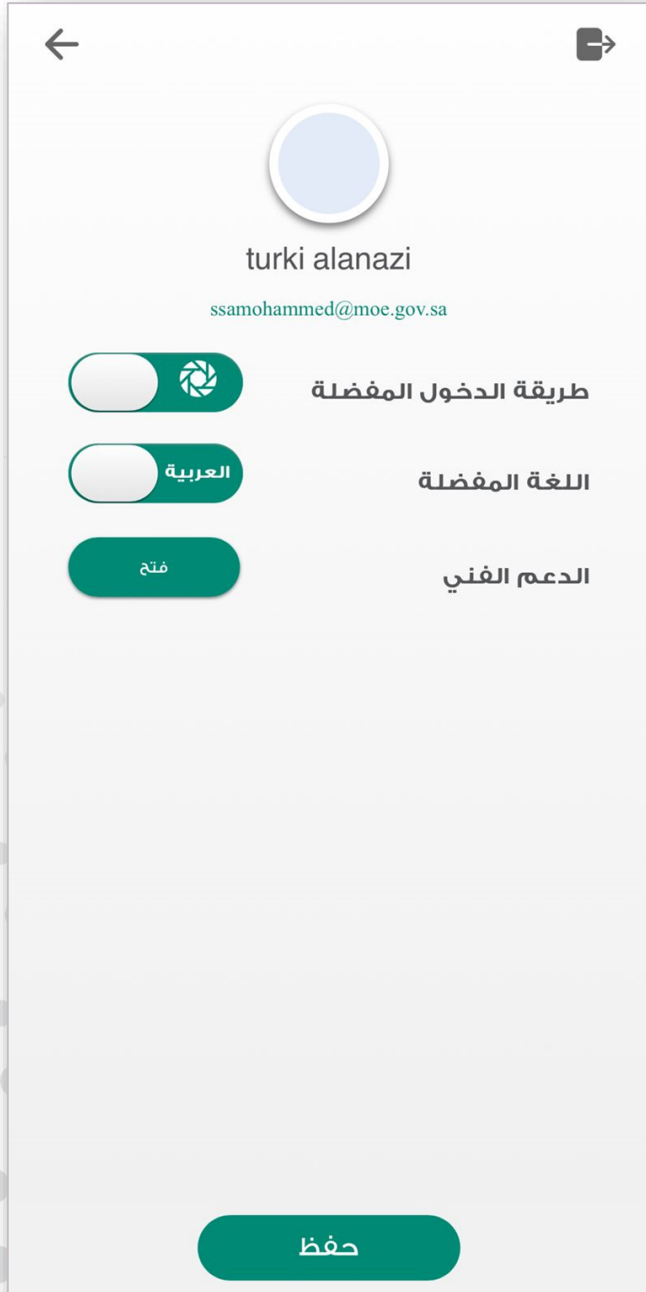 turki alanazi
ssamohammed@moe.gov.sa
طريقة الدخول المفضلة
اللغة المفضلة العربية
الدعم الفني فتح
حفظ